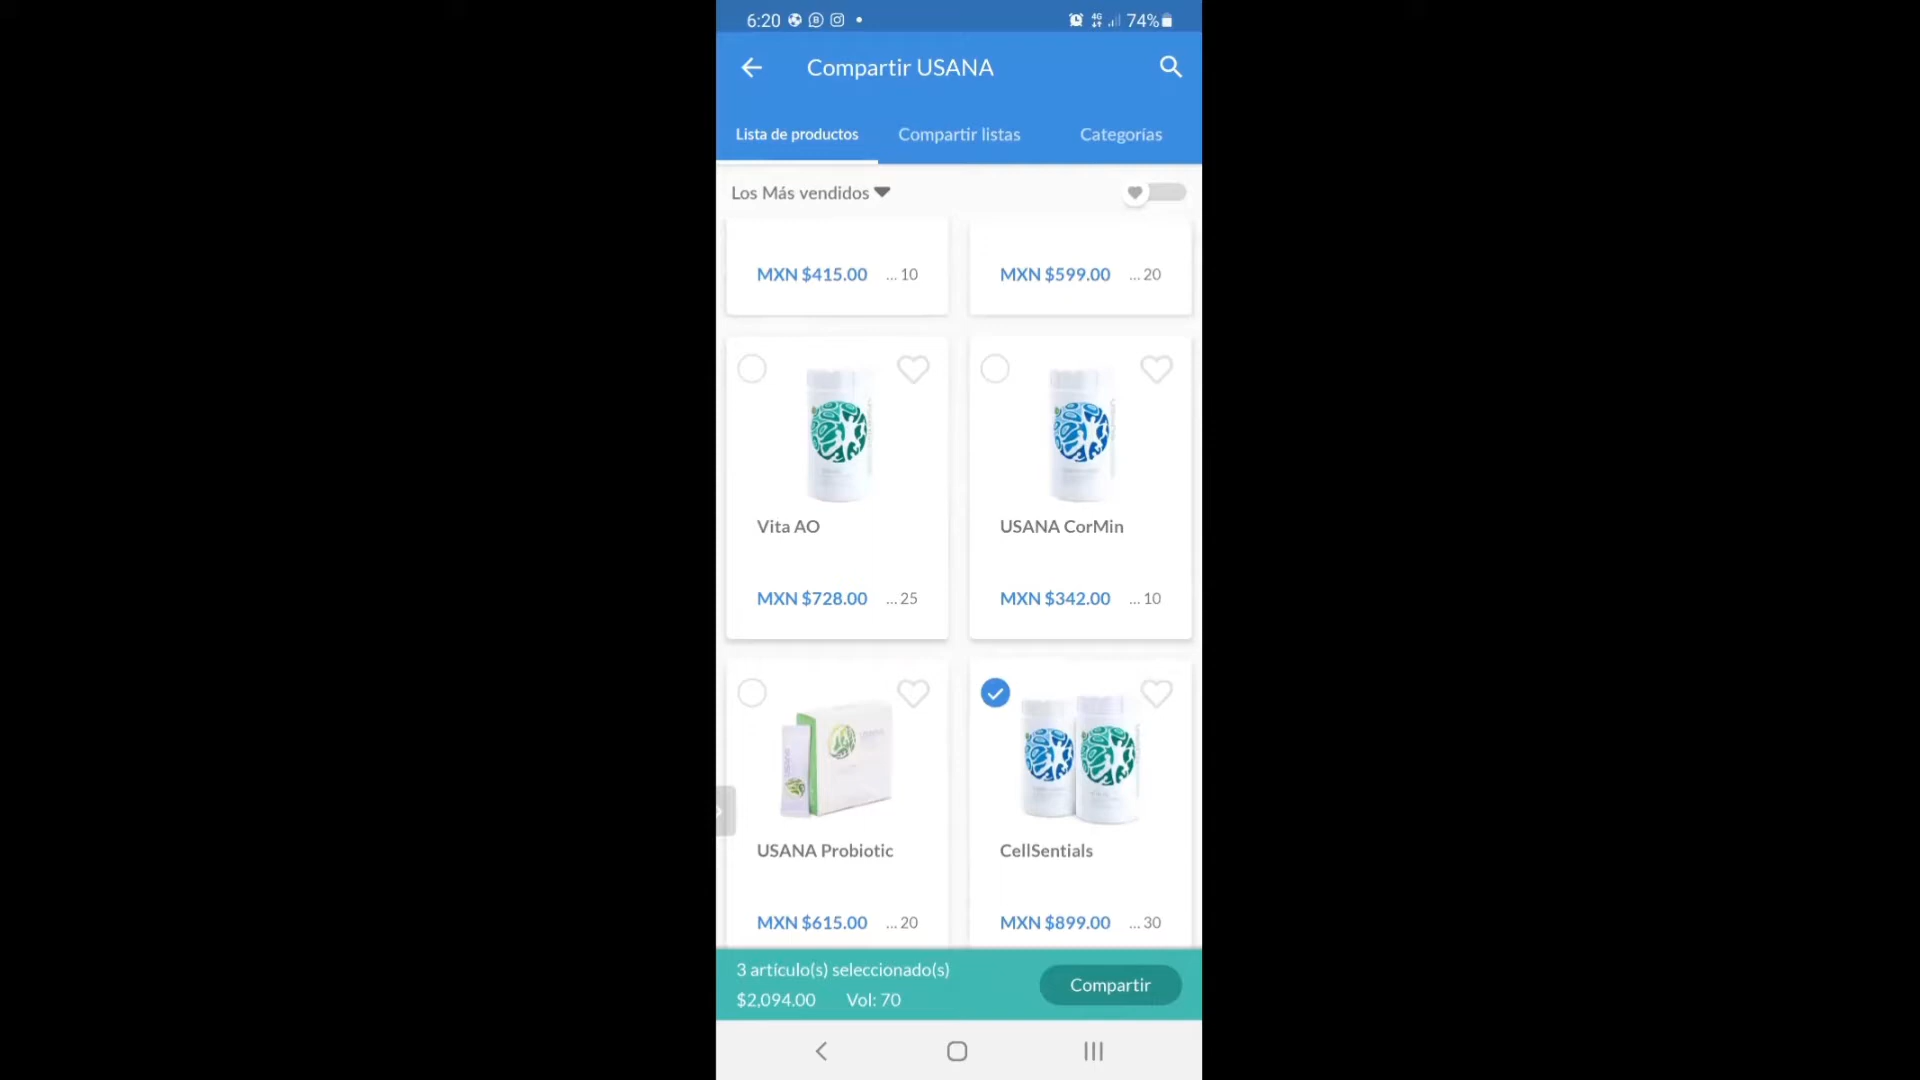 6:20
4G
74%
Compartir USANA
Lista de productos
Compartir listas
Categorías
Los Más vendidos
MXN $415.00 ... 10
MXN $599.00 ... 20
Vita AO
USANA CorMin
MXN $728.00 ... 25
MXN $342.00 ... 10
USANA Probiotic
CellSentials
MXN $615.00 ... 20
MXN $899.00 ... 30
3 artículo(s) seleccionado(s)
$2,094.00 Vol: 70
Compartir